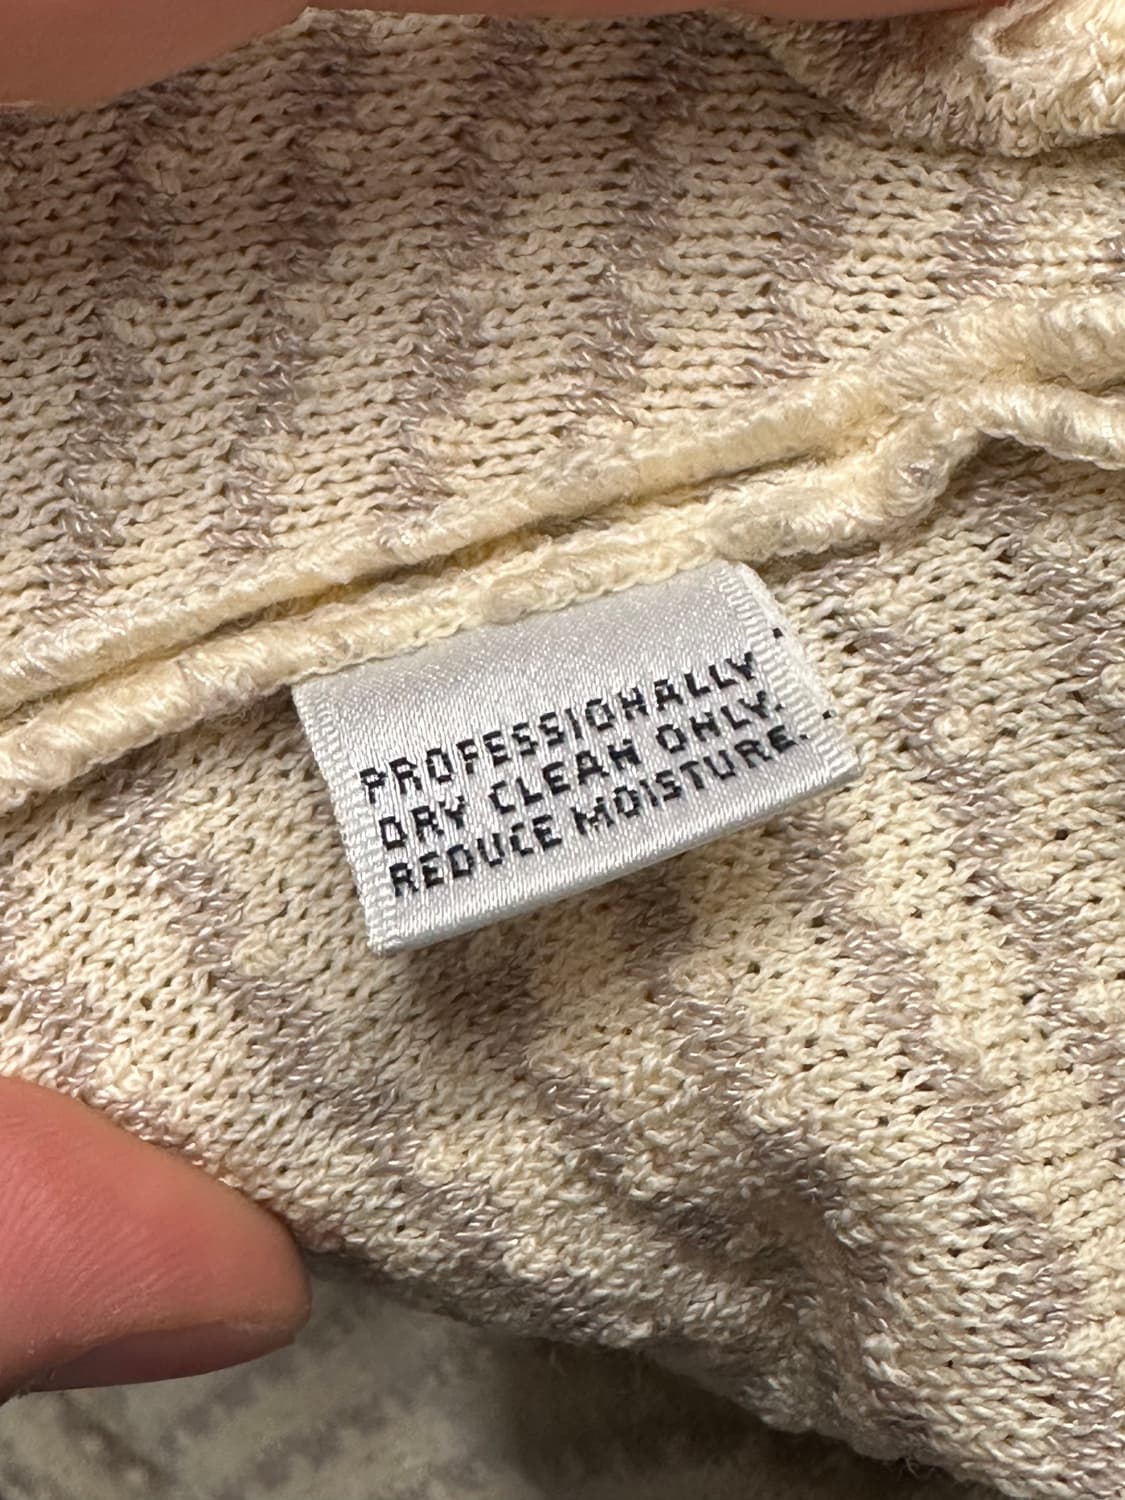 PROFESSIONALLY
DRY CLEAN ONLY.
REDUCE MOISTURE.